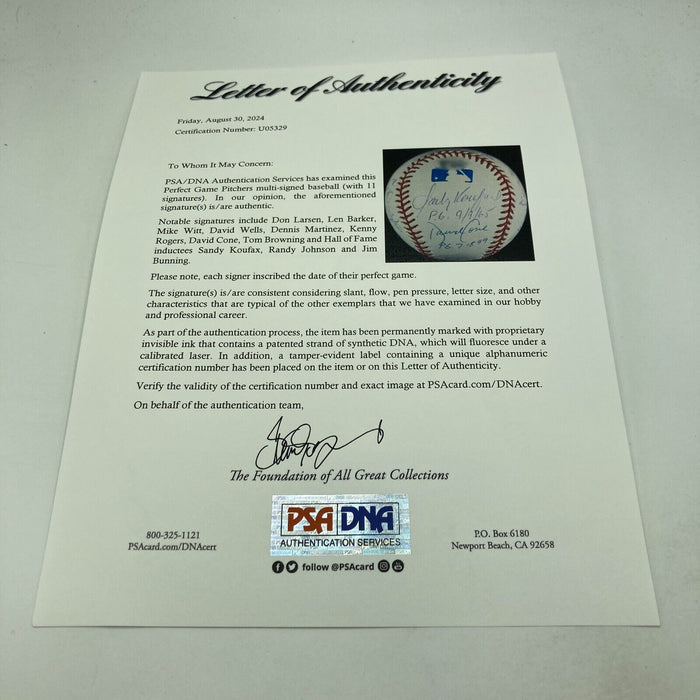 Letter of Authenticity
Friday, August 30, 2024
Certification Number: U05329
To Whom It May Concern:
PSA/DNA Authentication Services has examined this
Perfect Game Pitchers multi-signed baseball (with 11
signatures). In our opinion, the aforementioned
signature(s) is/are authentic.
Notable signatures include Don Larsen, Len Barker,
Mike Witt, David Wells, Dennis Martinez, Kenny
Rogers, David Cone, Tom Browning and Hall of Fame
inductees Sandy Koufax, Randy Johnson and Jim
Bunning.
Sandy Koufax
P.G. 9/9/65
David Cone
PG 7-18-99
Please note, each signer inscribed the date of their perfect game.
The signature(s) is/are consistent considering slant, flow, pen pressure, letter size, and other
characteristics that are typical of the other exemplars that we have examined in our hobby
and professional career.
As part of the authentication process, the item has been permanently marked with proprietary
invisible ink that contains a patented strand of synthetic DNA, which will fluoresce under a
calibrated laser. In addition, a tamper-evident label containing a unique alphanumeric
certification number has been placed on the item or on this Letter of Authenticity.
Verify the validity of the certification number and exact image at PSAcard.com/DNAcert.
On behalf of the authentication team,
The Foundation of All Great Collections
PSA DNA
AUTHENTICATION SERVICES
800-325-1121
PSAcard.com/DNAcert
P.O. Box 6180
Newport Beach, CA 92658
follow @PSAcard